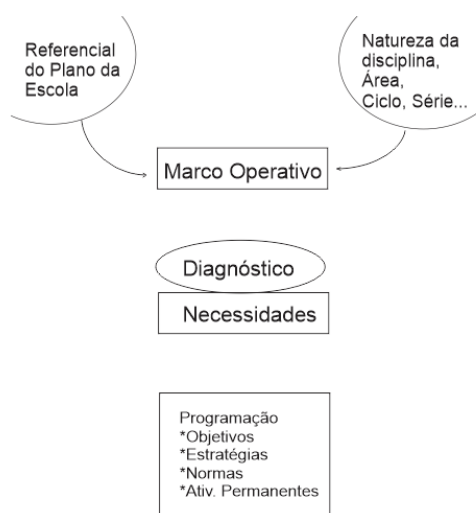 Referencial
do Plano da
Escola
Natureza da
disciplina,
Área,
Ciclo, Série...
Marco Operativo
Diagnóstico
Necessidades
Programação
*Objetivos
*Estratégias
*Normas
*Ativ. Permanentes